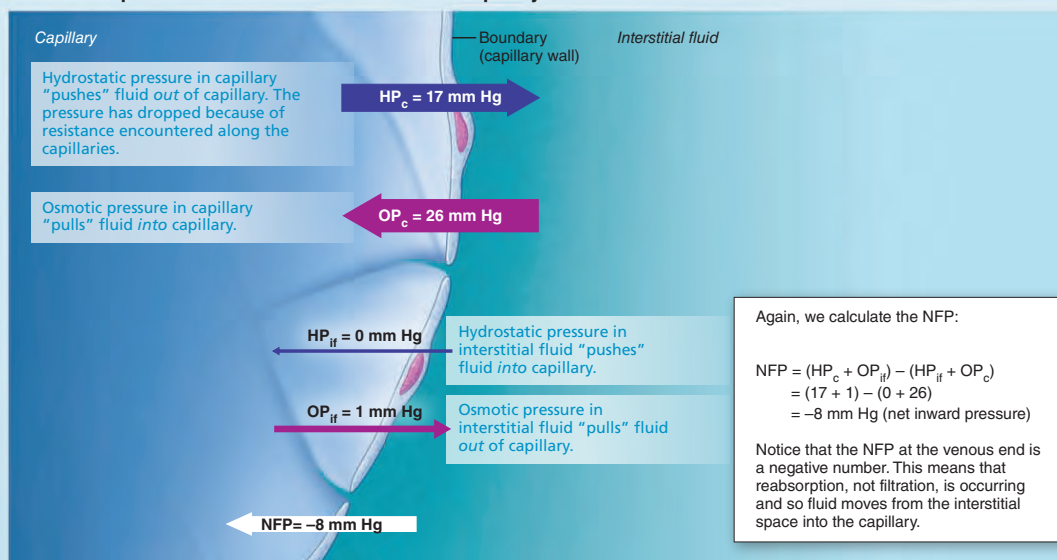 Capillary
Boundary
(capillary wall)
Interstitial fluid
Hydrostatic pressure in capillary
“pushes” fluid out of capillary. The
pressure has dropped because of
resistance encountered along the
capillaries.
HPc = 17 mm Hg
Osmotic pressure in capillary
“pulls” fluid into capillary.
OPc = 26 mm Hg
HPif = 0 mm Hg
Hydrostatic pressure in
interstitial fluid “pushes”
fluid into capillary.
OPif = 1 mm Hg
Osmotic pressure in
interstitial fluid “pulls” fluid
out of capillary.
NFP= –8 mm Hg
Again, we calculate the NFP:
NFP = (HPc + OPif) – (HPif + OPc)
= (17 + 1) – (0 + 26)
= –8 mm Hg (net inward pressure)
Notice that the NFP at the venous end is
a negative number. This means that
reabsorption, not filtration, is occurring
and so fluid moves from the interstitial
space into the capillary.